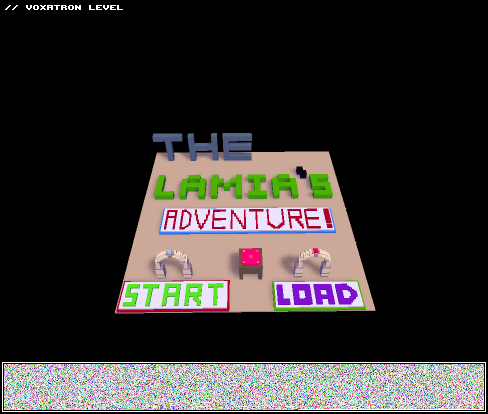 // VOXATRON LEVEL
THE
LAMIA'S
ADVENTURE!
START LOAD